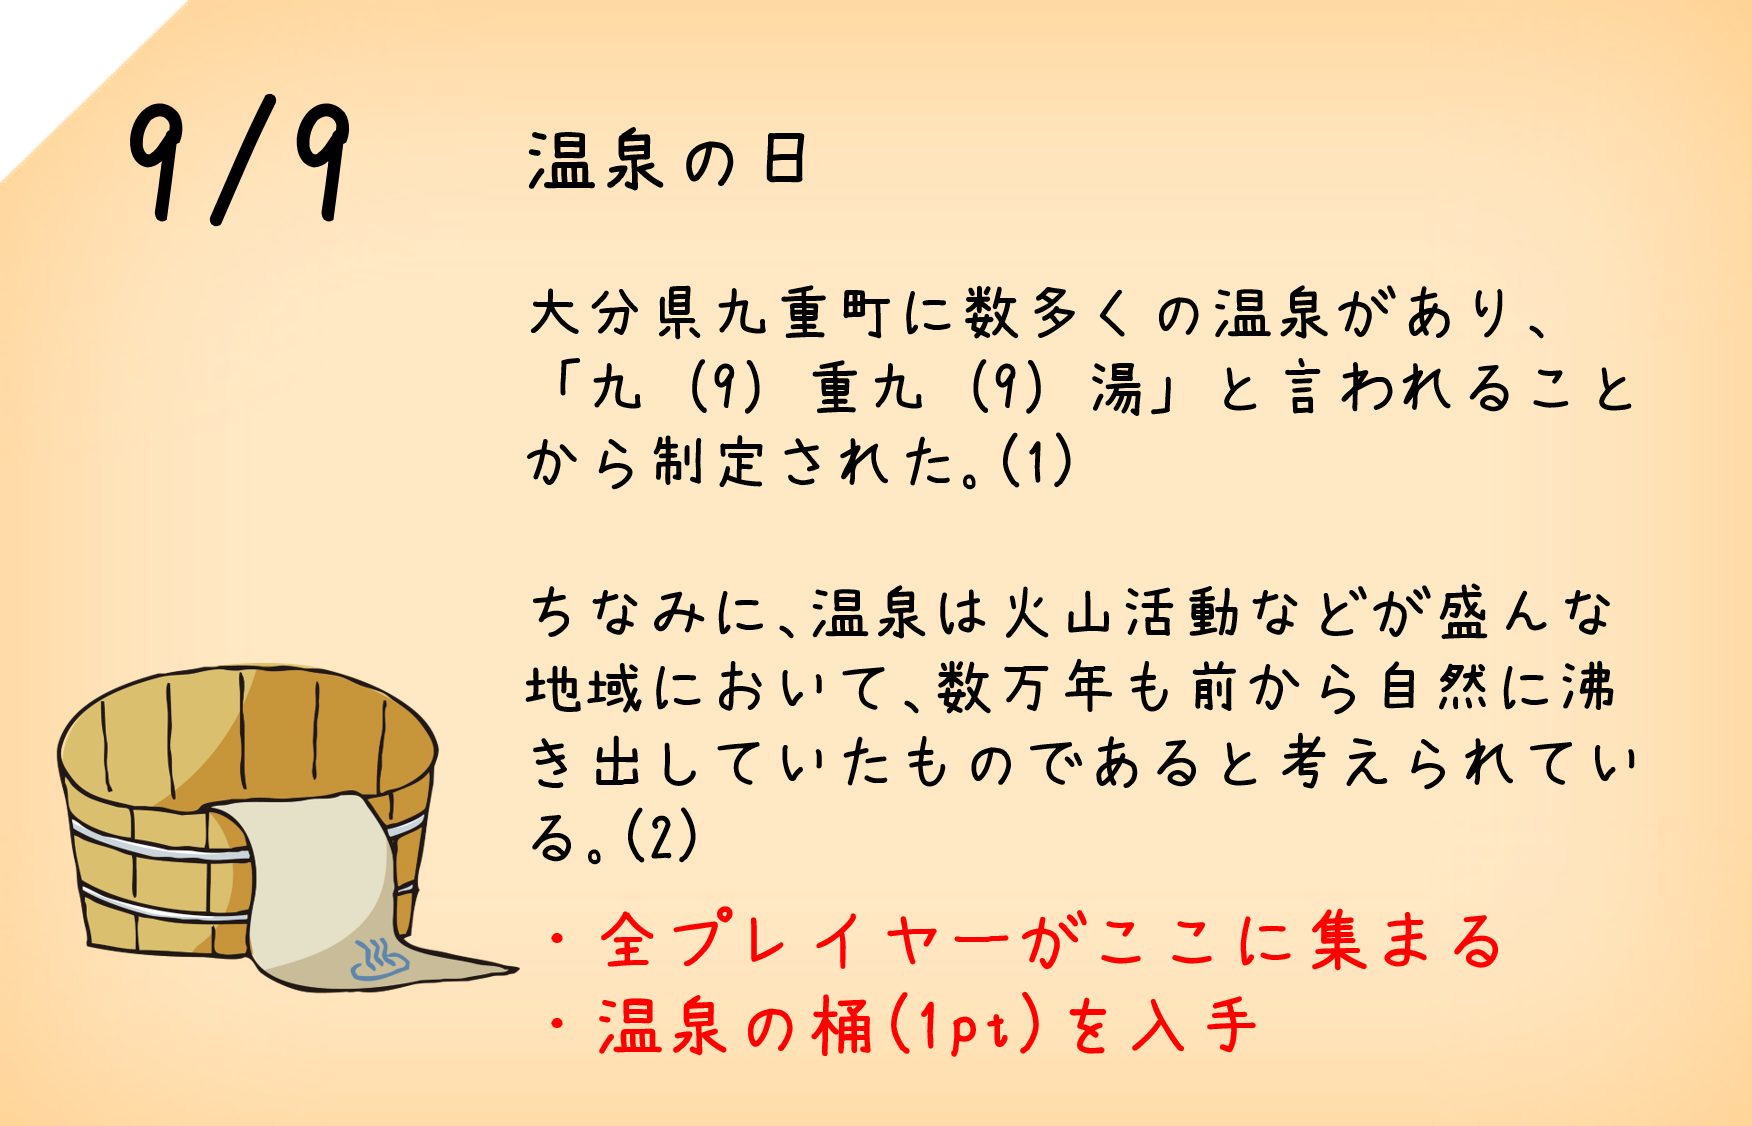 9/9
温泉の日
大分県九重町に数多くの温泉があり、
「九（9）重九（9）湯」と言われること
から制定された。(1)
ちなみに、温泉は火山活動などが盛んな
地域において、数万年も前から自然に沸
き出していたものであると考えられてい
る。(2)
・全プレイヤーがここに集まる
・温泉の桶(1pt)を入手